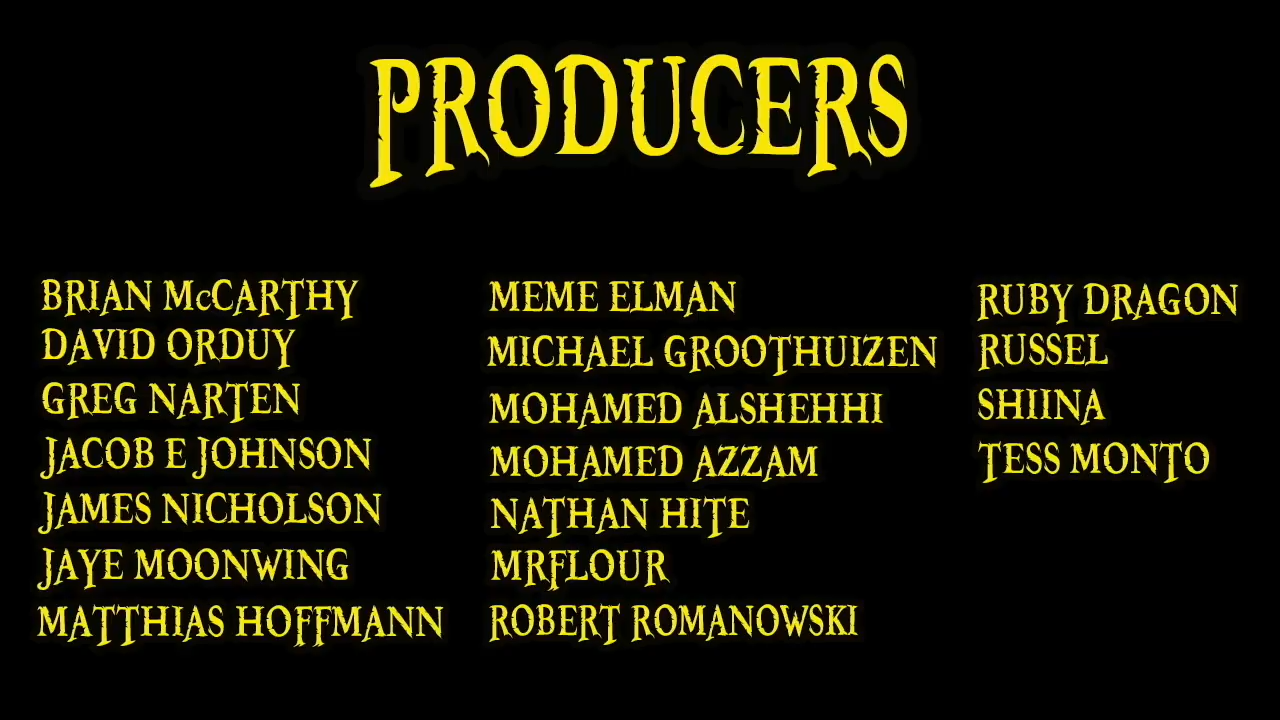 PRODUCERS
BRIAN McCARTHY
DAVID ORDUY
GREG NARTEN
JACOB E JOHNSON
JAMES NICHOLSON
JAYE MOONWING
MATTHIAS HOFFMANN
MEME ELMAN
MICHAEL GROOTHUIZEN
MOHAMED ALSHEHHI
MOHAMED AZZAM
NATHAN HITE
MRFLOUR
ROBERT ROMANOWSKI
RUBY DRAGON
RUSSEL
SHIINA
TESS MONTO